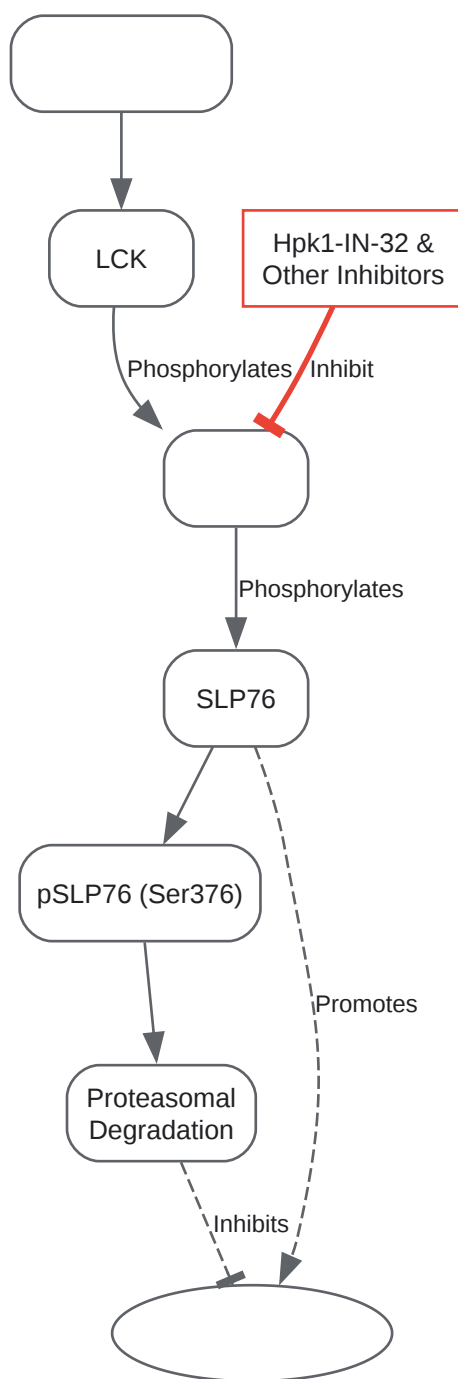 LCK
Hpk1-IN-32 &
Other Inhibitors
Phosphorylates
Inhibit
Phosphorylates
SLP76
pSLP76 (Ser376)
Promotes
Proteasomal
Degradation
Inhibits